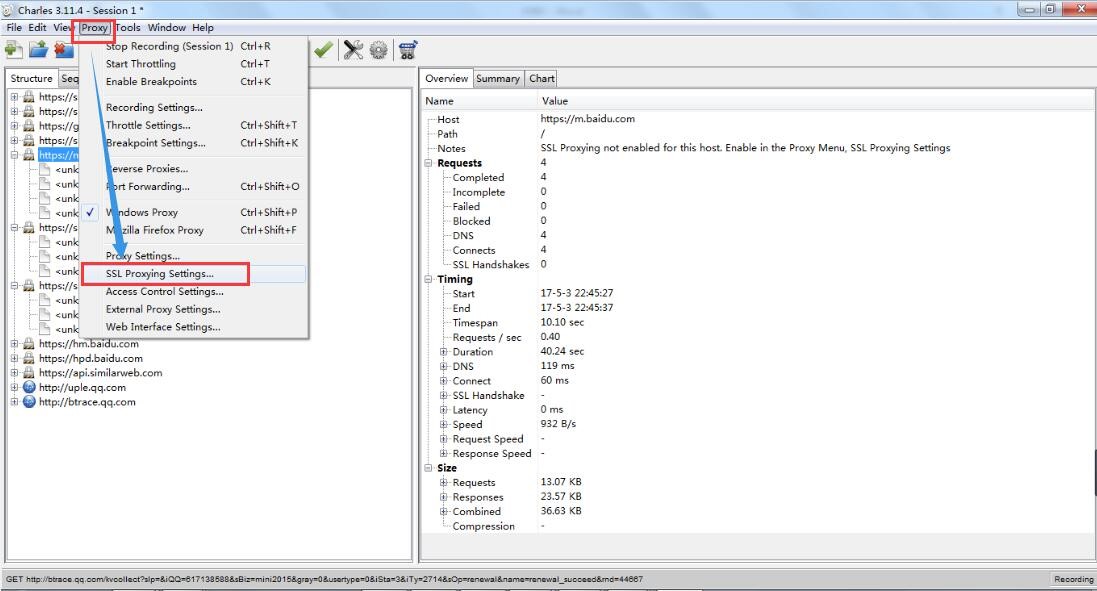 Charles 3.11.4 - Session 1 *
File Edit View Proxy Tools Window Help
Stop Recording (Session 1) Ctrl+R
Start Throttling Ctrl+T
Enable Breakpoints Ctrl+K
Recording Settings...
Throttle Settings... Ctrl+Shift+T
Breakpoint Settings... Ctrl+Shift+K
Reverse Proxies...
Port Forwarding... Ctrl+Shift+O
Windows Proxy Ctrl+Shift+P
Mozilla Firefox Proxy Ctrl+Shift+F
Proxy Settings...
SSL Proxying Settings...
Access Control Settings...
External Proxy Settings...
Web Interface Settings...
Structure Seq
https://s
https://s
https://g
https://s
https://n
<unk
<unk
<unk
<unk
https://s
<unk
<unk
<unk
https://s
<unk
<unk
<unk
https://hm.baidu.com
https://hpd.baidu.com
https://api.similarweb.com
http://uple.qq.com
http://btrace.qq.com
Overview Summary Chart
Name Value
Host https://m.baidu.com
Path /
Notes SSL Proxying not enabled for this host. Enable in the Proxy Menu, SSL Proxying Settings
Requests 4
Completed 4
Incomplete 0
Failed 0
Blocked 0
DNS 4
Connects 4
SSL Handshakes 0
Timing
Start 17-5-3 22:45:27
End 17-5-3 22:45:37
Timespan 10.10 sec
Requests / sec 0.40
Duration 40.24 sec
DNS 119 ms
Connect 60 ms
SSL Handshake -
Latency 0 ms
Speed 932 B/s
Request Speed -
Response Speed -
Size
Requests 13.07 KB
Responses 23.57 KB
Combined 36.63 KB
Compression -
GET http://btrace.qq.com/kvcollect?slp=&iQQ=617138588&sBiz=mini2015&gray=0&usertype=0&iSta=3&iTy=2714&sOp=renewal&name=renewal_succeed&rnd=44667
Recording